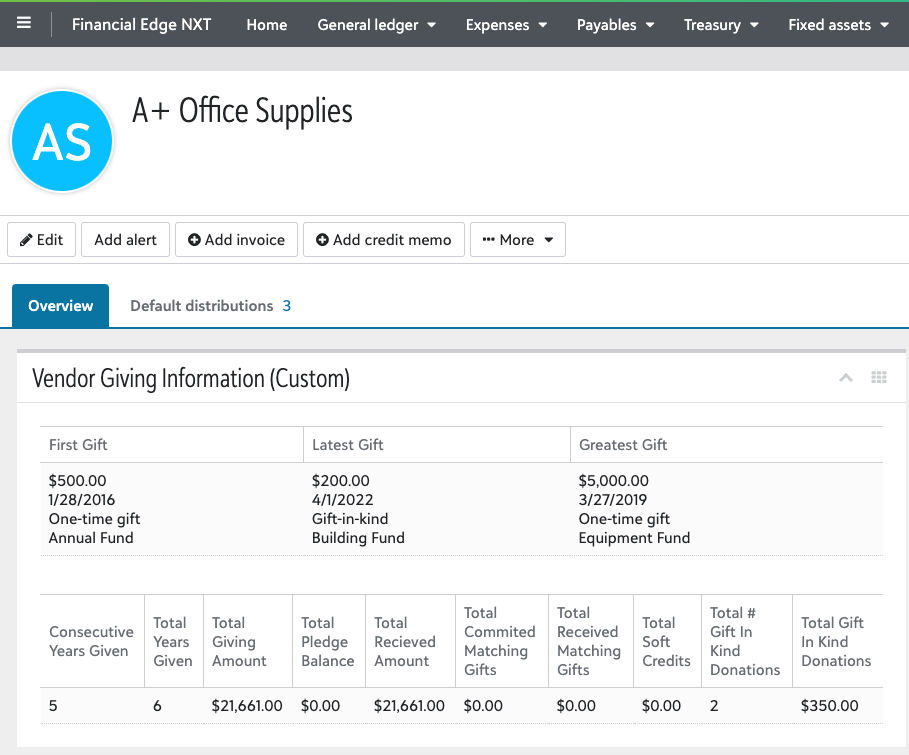 Financial Edge NXT Home General ledger Expenses Payables Treasury Fixed assets
AS
A+ Office Supplies
Edit Add alert Add invoice Add credit memo More
Overview Default distributions 3
Vendor Giving Information (Custom)
First Gift Latest Gift Greatest Gift
$500.00 $200.00 $5,000.00
1/28/2016 4/1/2022 3/27/2019
One-time gift Gift-in-kind One-time gift
Annual Fund Building Fund Equipment Fund
Consecutive Years Given Total Years Given Total Giving Amount Total Pledge Balance Total Recieved Amount Total Commited Matching Gifts Total Received Matching Gifts Total Soft Credits Total # Gift In Kind Donations Total Gift In Kind Donations
5 6 $21,661.00 $0.00 $21,661.00 $0.00 $0.00 $0.00 2 $350.00